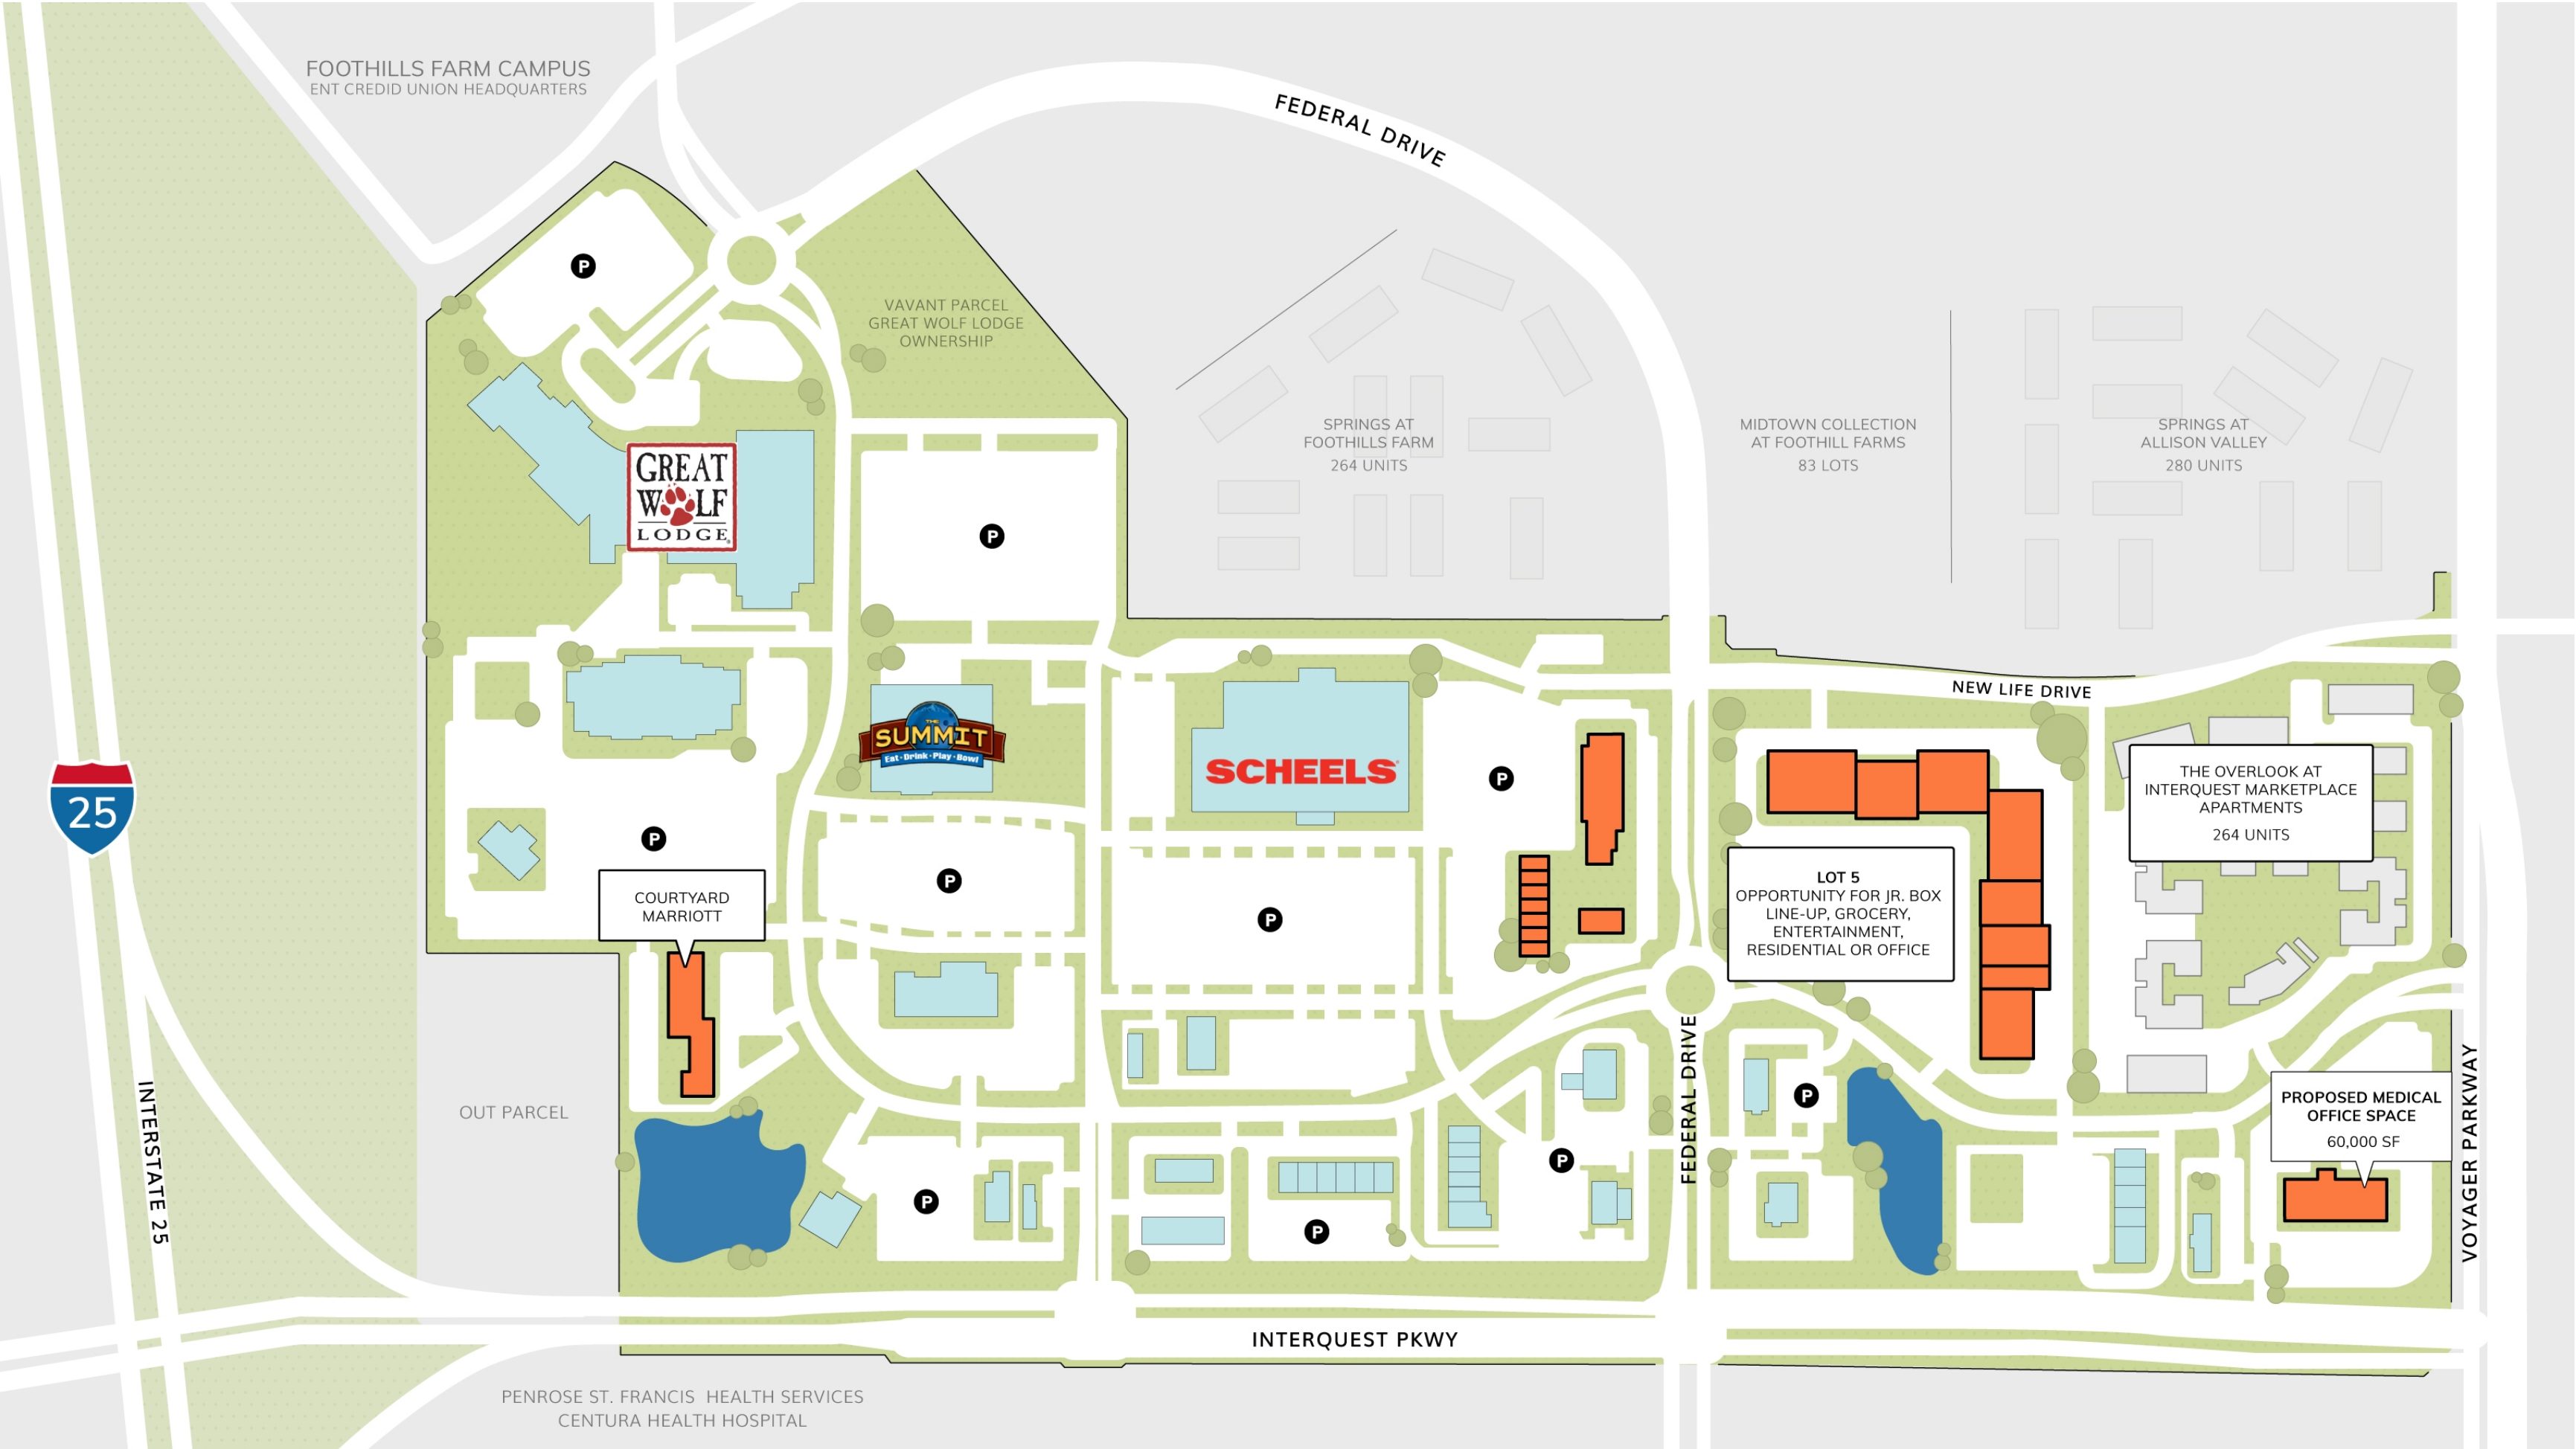 FOOTHILLS FARM CAMPUS
ENT CREDID UNION HEADQUARTERS
FEDERAL DRIVE
P
VAVANT PARCEL
GREAT WOLF LODGE
OWNERSHIP
SPRINGS AT
FOOTHILLS FARM
264 UNITS
MIDTOWN COLLECTION
AT FOOTHILL FARMS
83 LOTS
SPRINGS AT
ALLISON VALLEY
280 UNITS
GREAT
WOLF
LODGE
P
NEW LIFE DRIVE
THE
SUMMIT
Eat · Drink · Play · Bowl
SCHEELS
P
THE OVERLOOK AT
INTERQUEST MARKETPLACE
APARTMENTS
264 UNITS
25
P
COURTYARD
MARRIOTT
P
P
LOT 5
OPPORTUNITY FOR JR. BOX
LINE-UP, GROCERY,
ENTERTAINMENT,
RESIDENTIAL OR OFFICE
INTERSTATE 25
OUT PARCEL
FEDERAL DRIVE
P
PROPOSED MEDICAL
OFFICE SPACE
60,000 SF
VOYAGER PARKWAY
P
P
P
INTERQUEST PKWY
PENROSE ST. FRANCIS HEALTH SERVICES
CENTURA HEALTH HOSPITAL